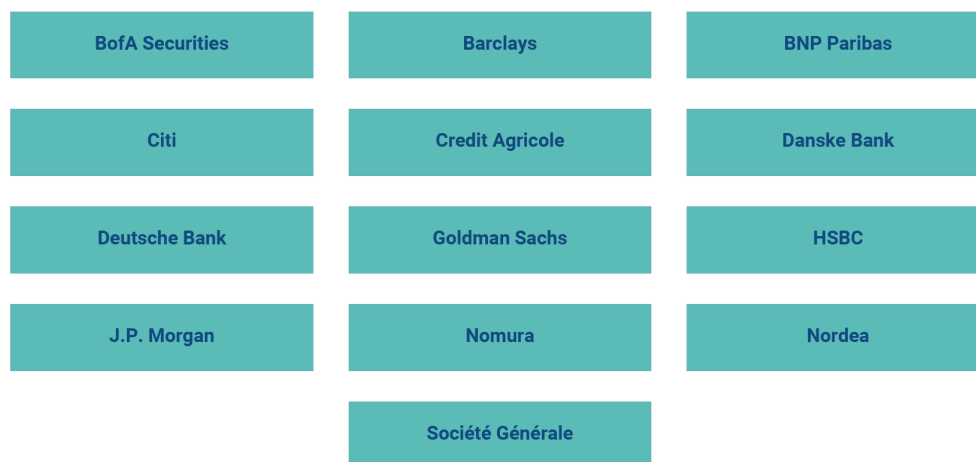 BofA Securities
Barclays
BNP Paribas
Citi
Credit Agricole
Danske Bank
Deutsche Bank
Goldman Sachs
HSBC
J.P. Morgan
Nomura
Nordea
Société Générale